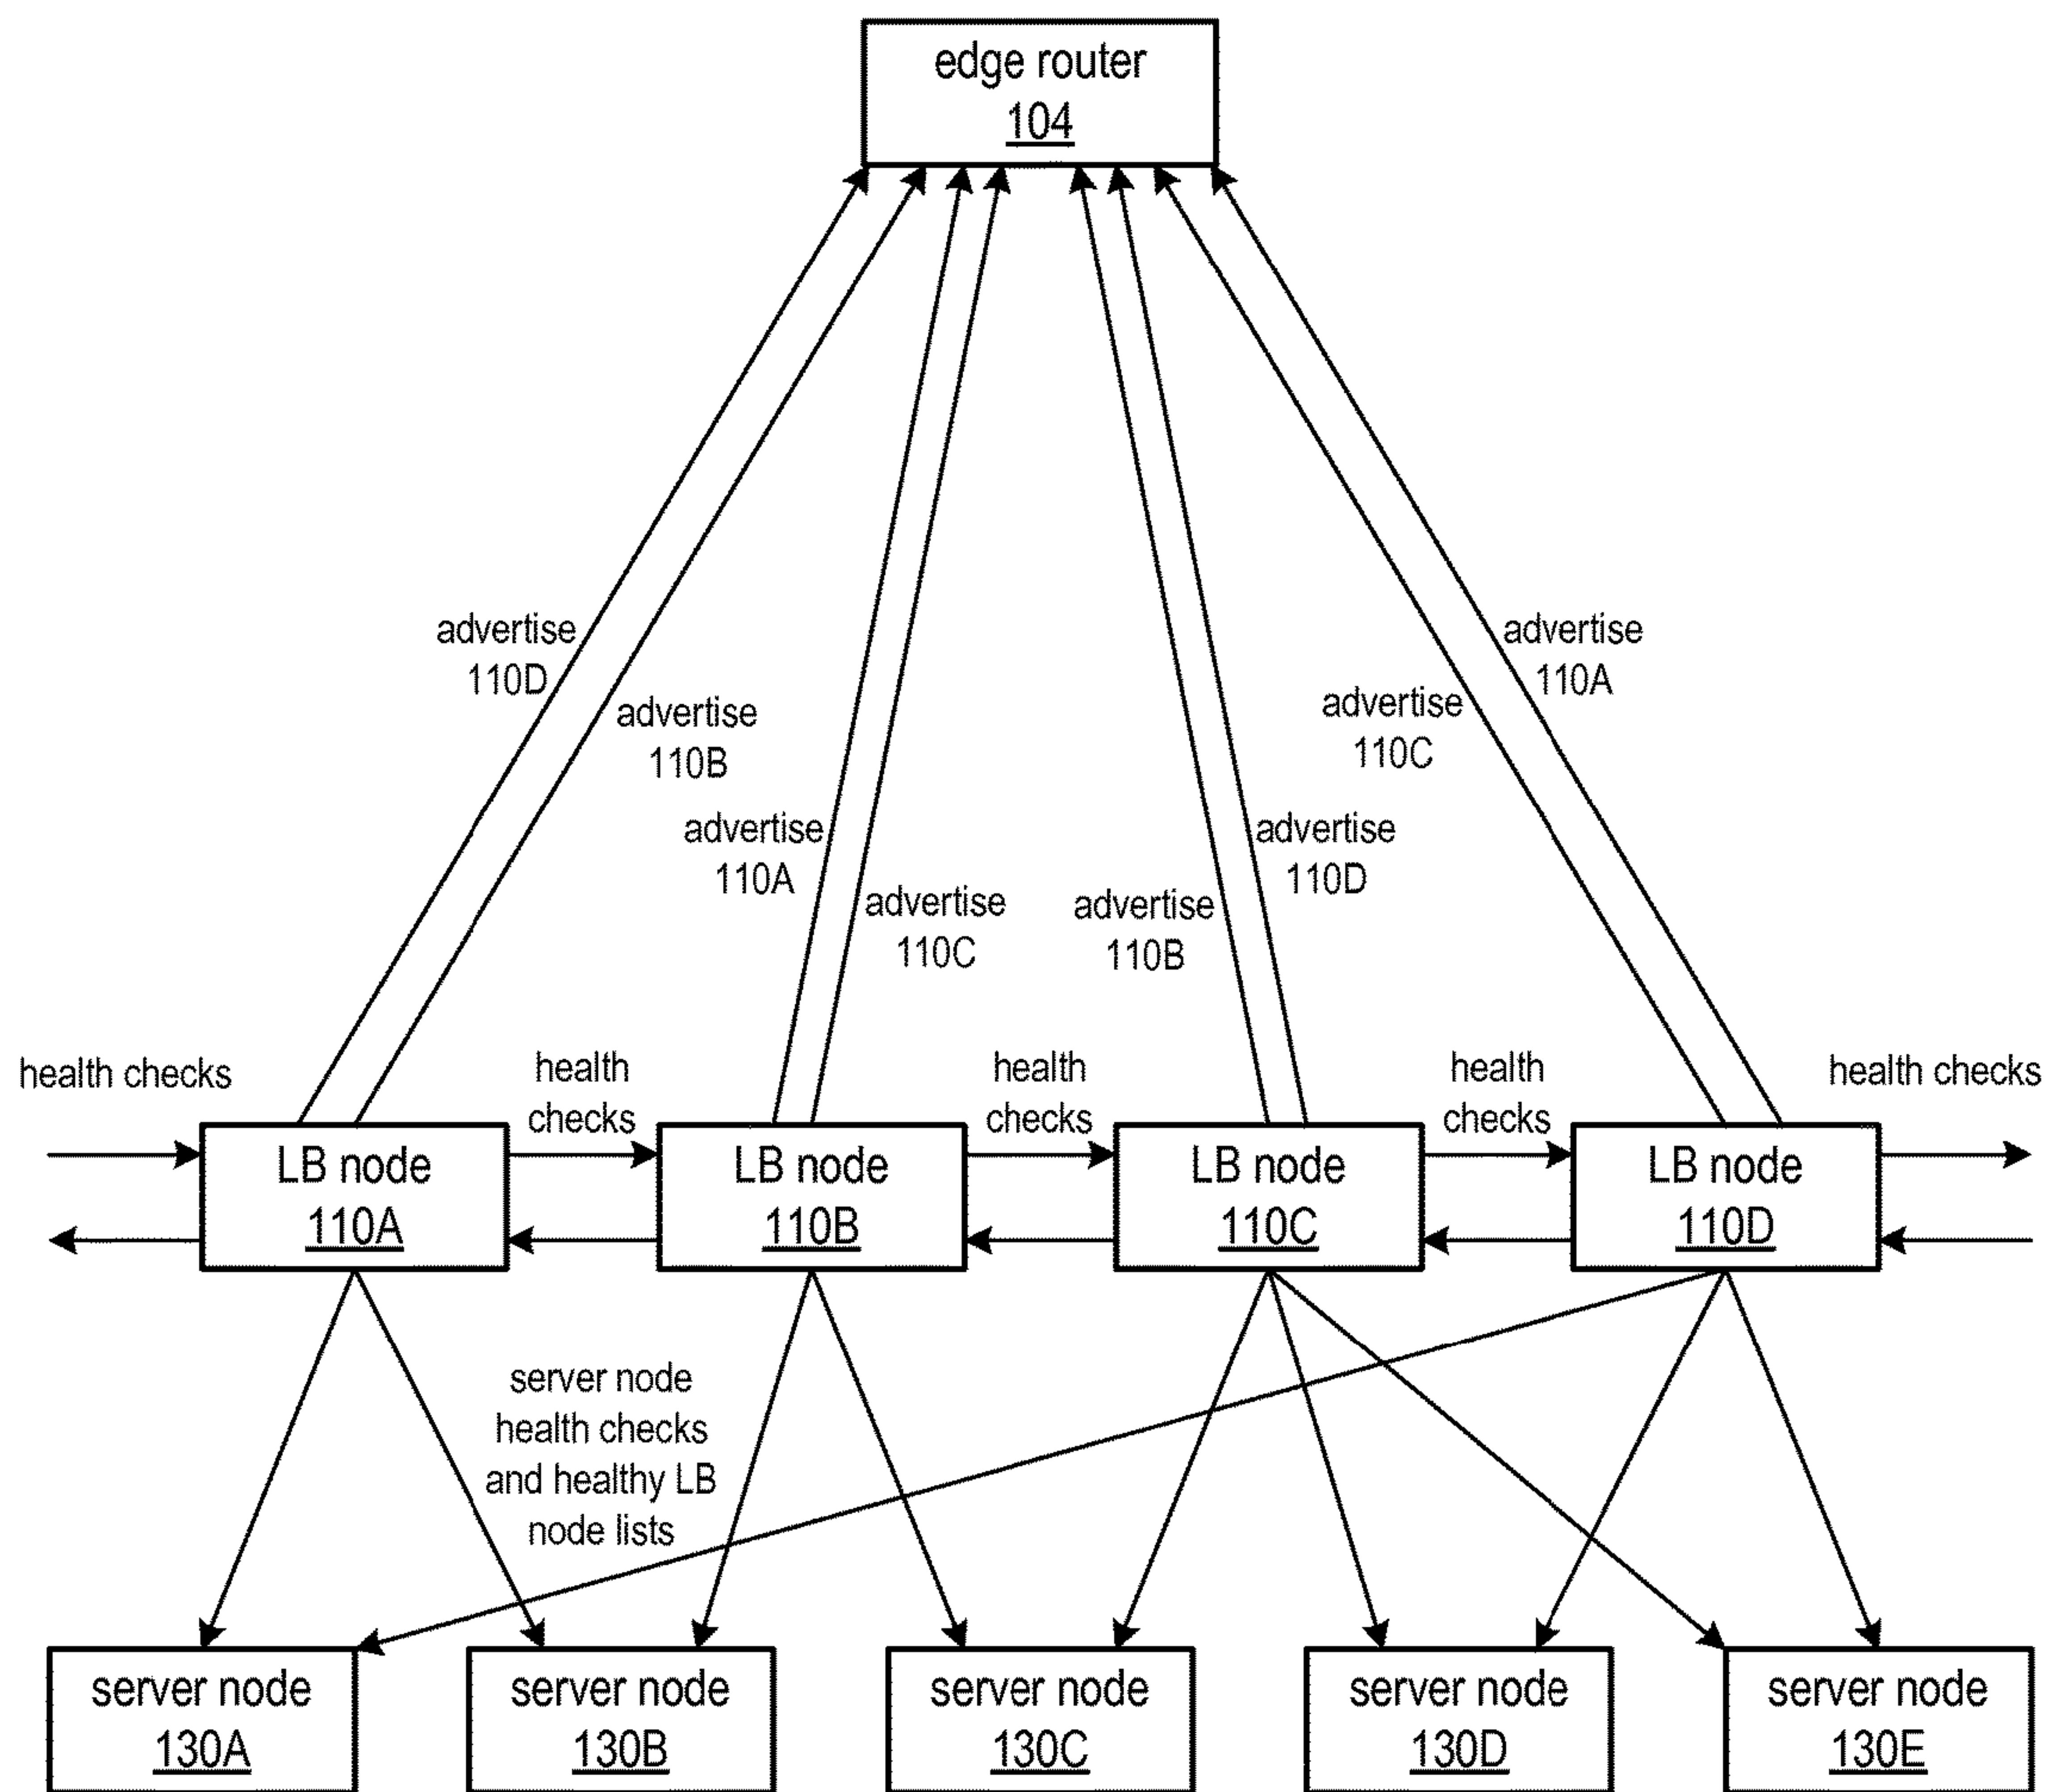 edge router
104
advertise
110D
advertise
110B
advertise
110A
advertise
110C
advertise
110B
advertise
110D
advertise
110C
advertise
110A
health checks
health
checks
health
checks
health
checks
health checks
LB node
110A
LB node
110B
LB node
110C
LB node
110D
server node
health checks
and healthy LB
node lists
server node
130A
server node
130B
server node
130C
server node
130D
server node
130E